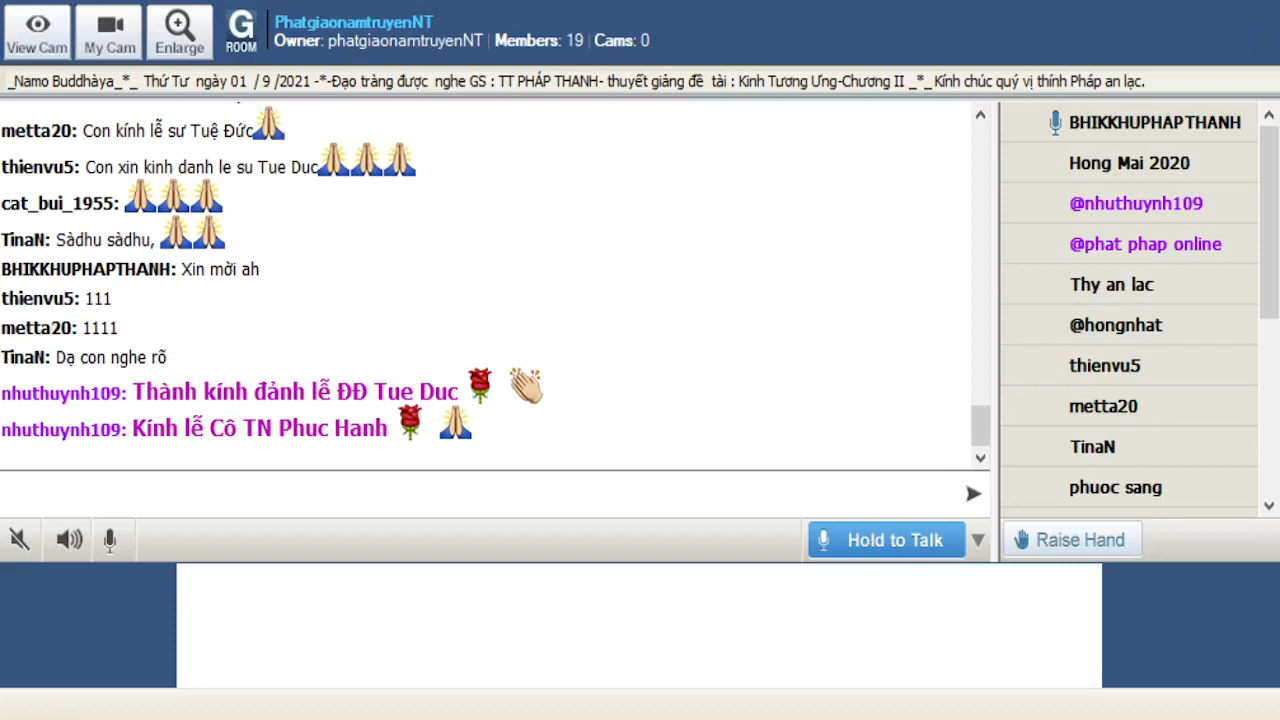 PhatgiaonamtruyenNT
Owner: phatgiaonamtruyenNT | Members: 19 | Cams: 0
View Cam
My Cam
Enlarge
G ROOM
_Namo Buddhàya_*_ Thứ Tư ngày 01 / 9 /2021 -*-Đạo tràng được nghe GS : TT PHÁP THANH- thuyết giảng đề tài : Kinh Tương Ưng-Chương II _*_Kính chúc quý vị thính Pháp an lạc.
metta20: Con kính lễ sư Tuệ Đức
thienvu5: Con xin kinh danh le su Tue Duc
cat_bui_1955:
TinaN: Sàdhu sàdhu,
BHIKKHUPHAPTHANH: Xin mời ah
thienvu5: 111
metta20: 1111
TinaN: Dạ con nghe rõ
nhuthuynh109: Thành kính đảnh lễ ĐĐ Tue Duc
nhuthuynh109: Kính lễ Cô TN Phuc Hanh
BHIKKHUPHAPTHANH
Hong Mai 2020
@nhuthuynh109
@phat phap online
Thy an lac
@hongnhat
thienvu5
metta20
TinaN
phuoc sang
Hold to Talk
Raise Hand